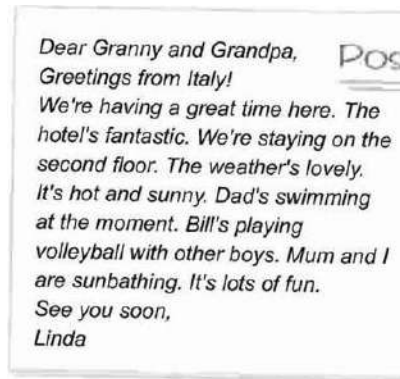 Dear Granny and Grandpa,
Greetings from Italy!
We're having a great time here. The
hotel's fantastic. We're staying on the
second floor. The weather's lovely.
It's hot and sunny. Dad's swimming
at the moment. Bill's playing
volleyball with other boys. Mum and I
are sunbathing. It's lots of fun.
See you soon,
Linda